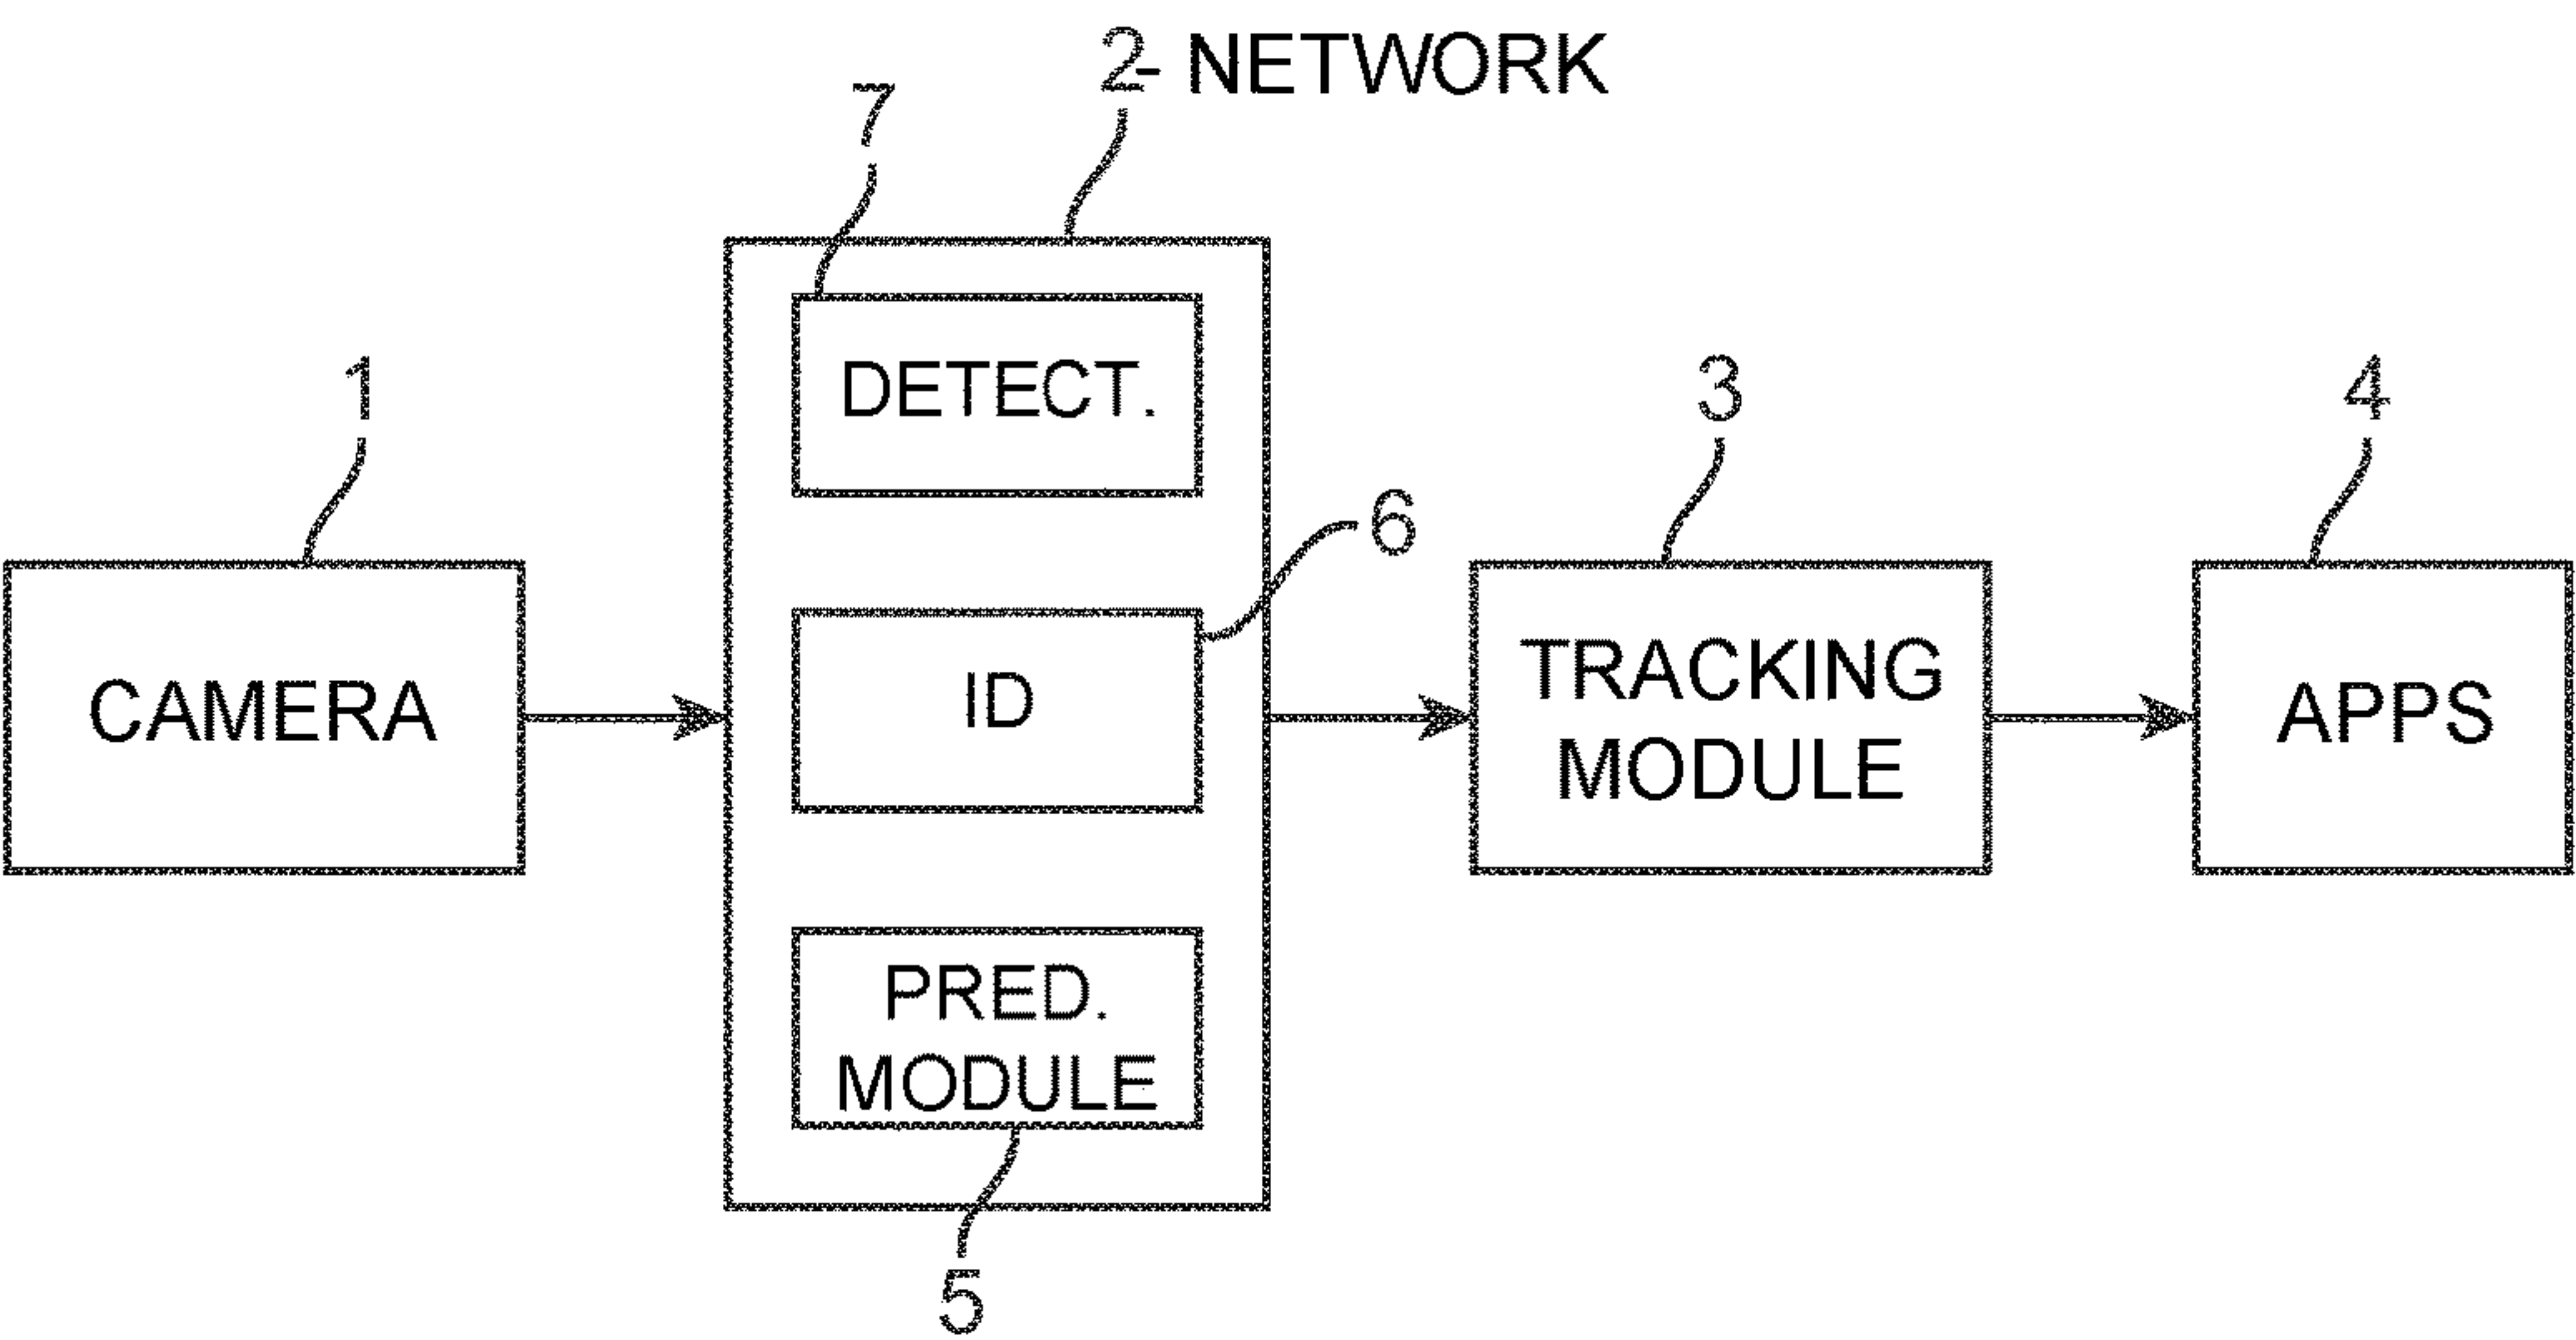 2- NETWORK
7
DETECT.
1
3
4
6
CAMERA
ID
TRACKING
MODULE
APPS
PRED.
MODULE
5